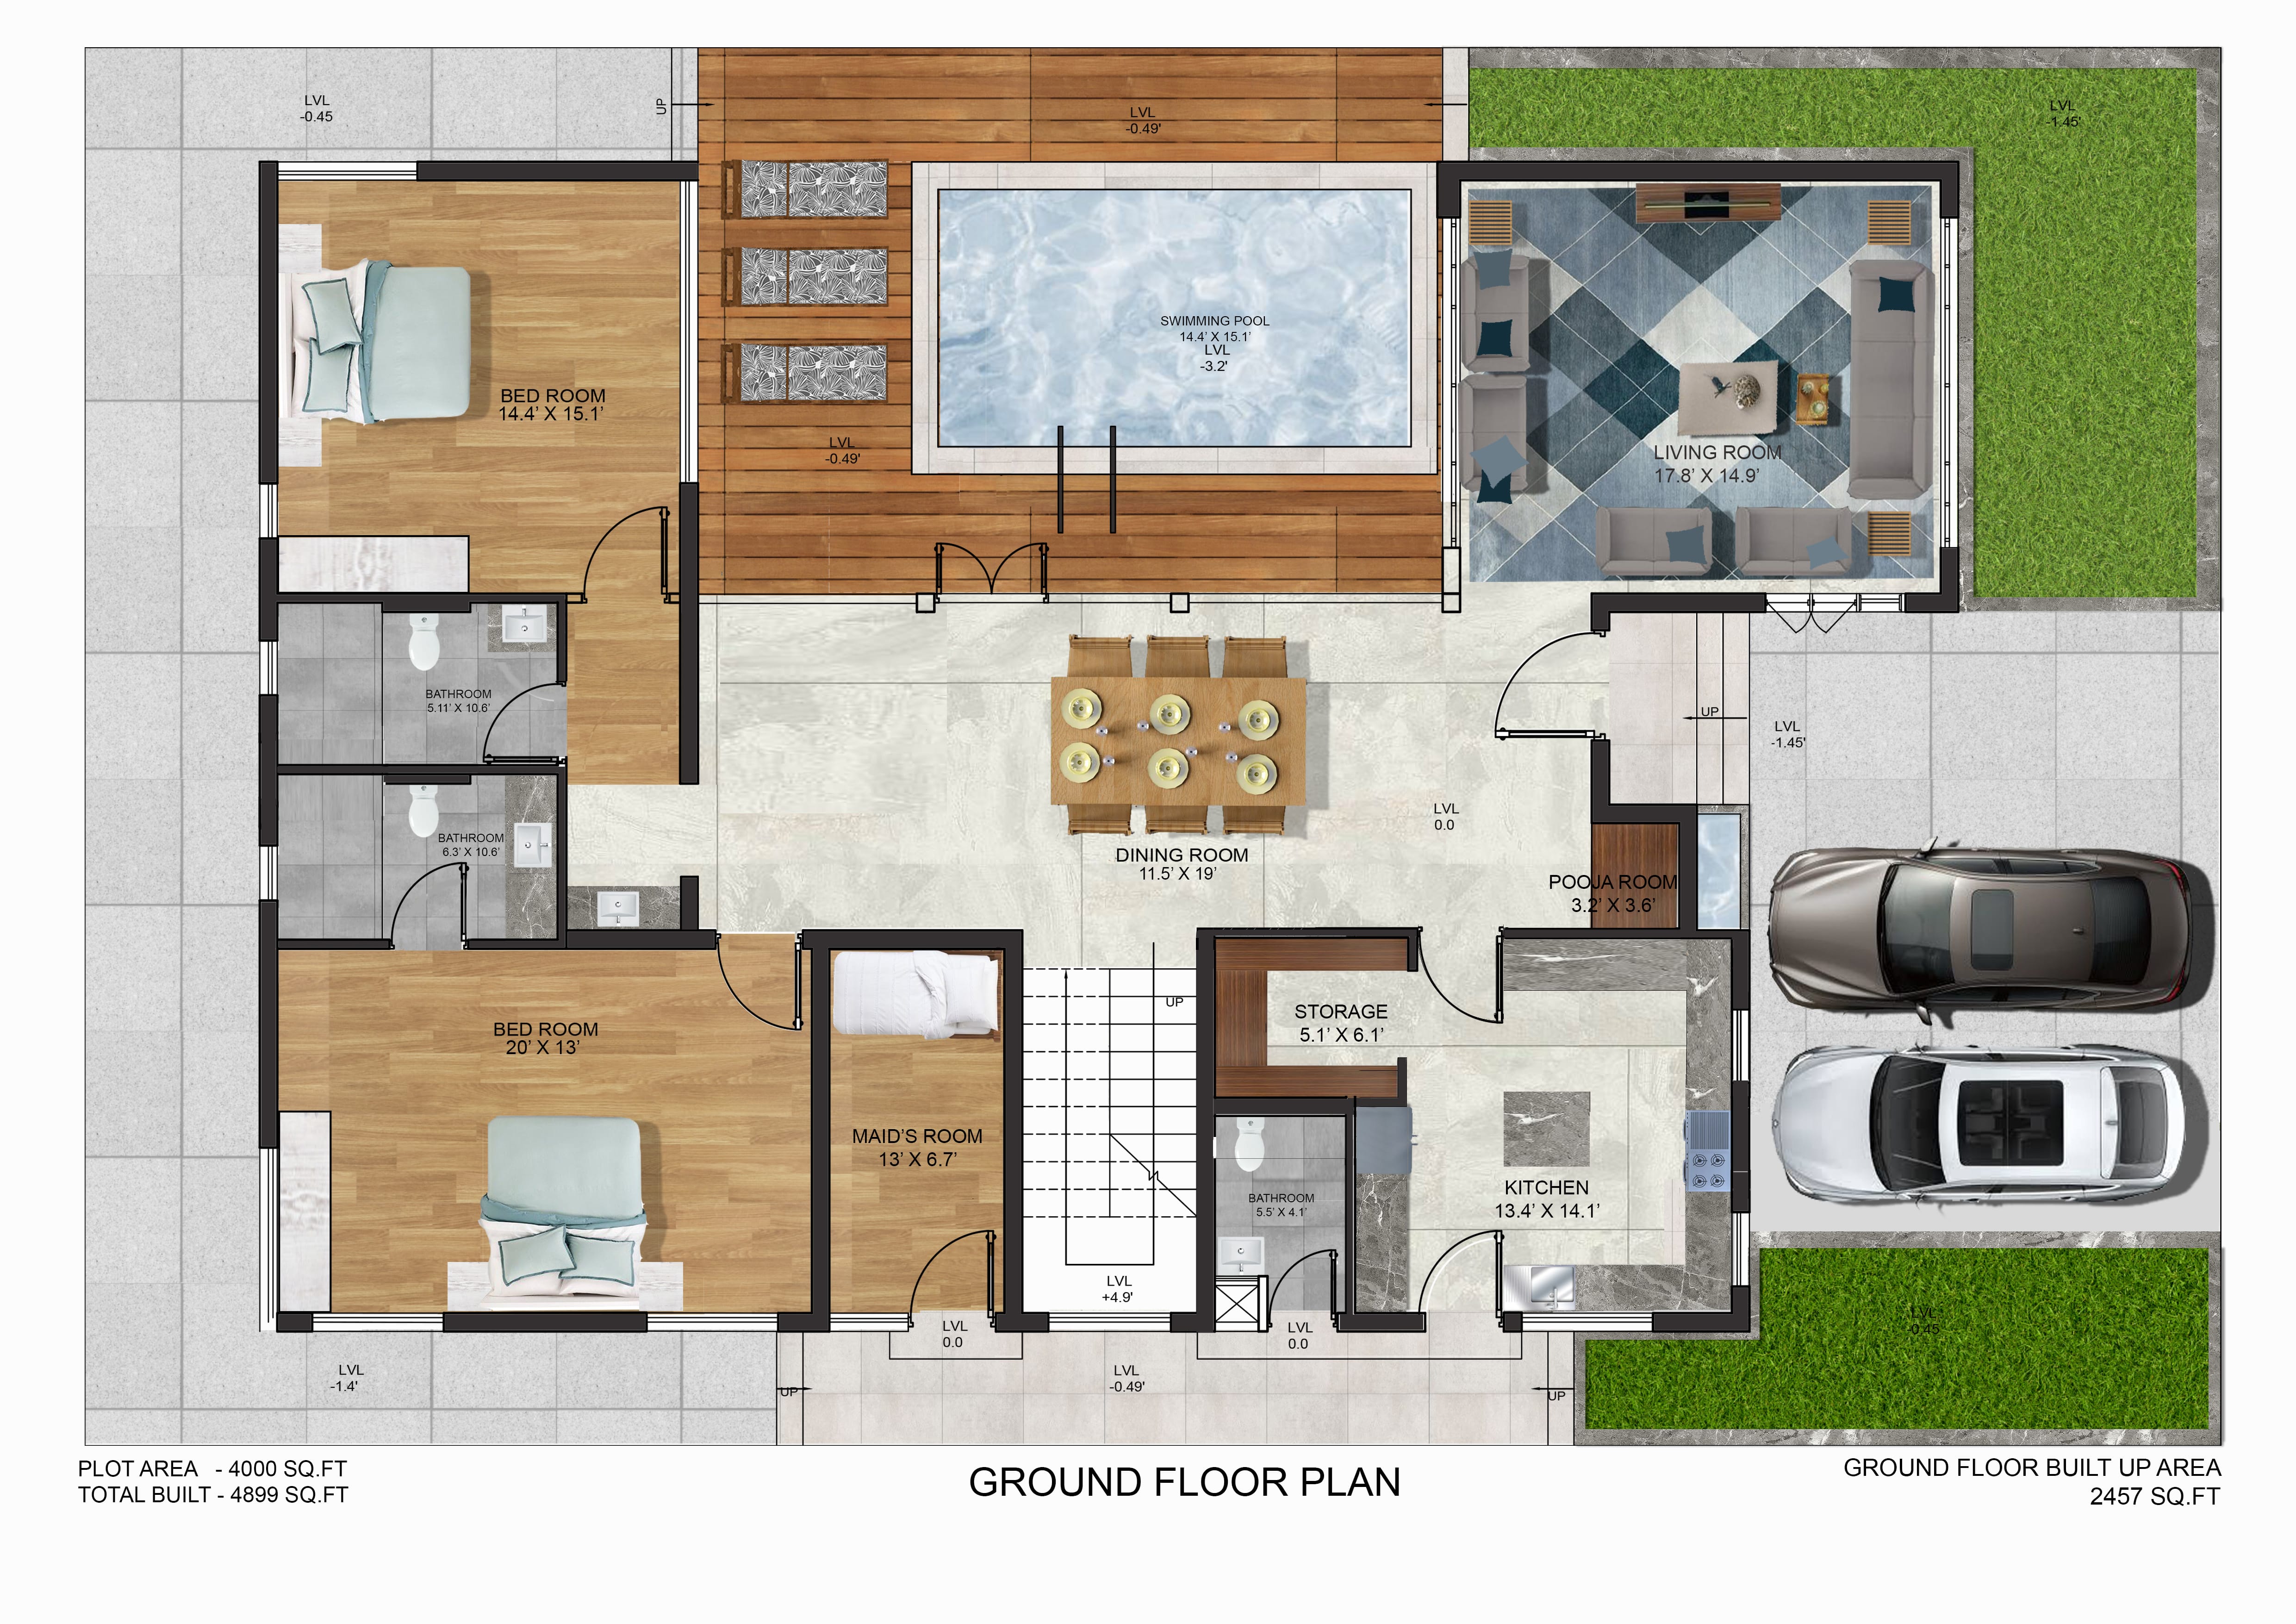 LVL
-0.45
UP
LVL
-0.49'
LVL
-1.45'
SWIMMING POOL
14.4' X 15.1'
LVL
-3.2'
BED ROOM
14.4' X 15.1'
LVL
-0.49'
LIVING ROOM
17.8' X 14.9'
BATHROOM
5.11' X 10.6'
UP
LVL
-1.45'
BATHROOM
6.3' X 10.6'
LVL
0.0
DINING ROOM
11.5' X 19'
POOJA ROOM
3.2' X 3.6'
BED ROOM
20' X 13'
UP
STORAGE
5.1' X 6.1'
MAID'S ROOM
13' X 6.7'
BATHROOM
5.5' X 4.1'
KITCHEN
13.4' X 14.1'
LVL
+4.9'
LVL
0.0
LVL
0.0
LVL
-0.45
LVL
-1.4'
UP
LVL
-0.49'
UP
PLOT AREA - 4000 SQ.FT
TOTAL BUILT - 4899 SQ.FT
GROUND FLOOR PLAN
GROUND FLOOR BUILT UP AREA
2457 SQ.FT